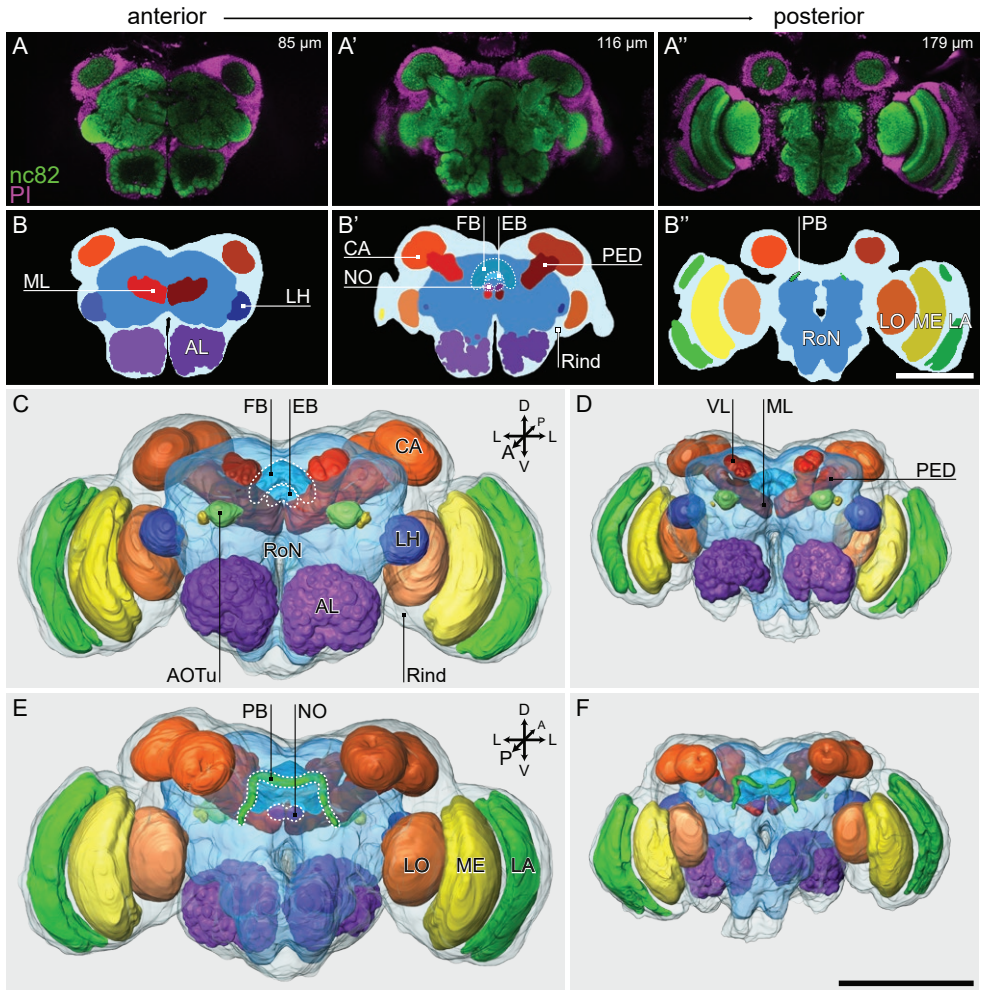 anterior posterior
A 85 µm
A' 116 µm
A'' 179 µm
nc82
PI
B
ML
LH
AL
B' FB EB
CA
PED
NO
Rind
B'' PB
LO ME LA
RoN
C FB EB
CA
D
P
L L
A
V
LH
RoN
AL
AOTu Rind
D VL ML
PED
E PB NO
D
A
L L
P
V
LO ME LA
F